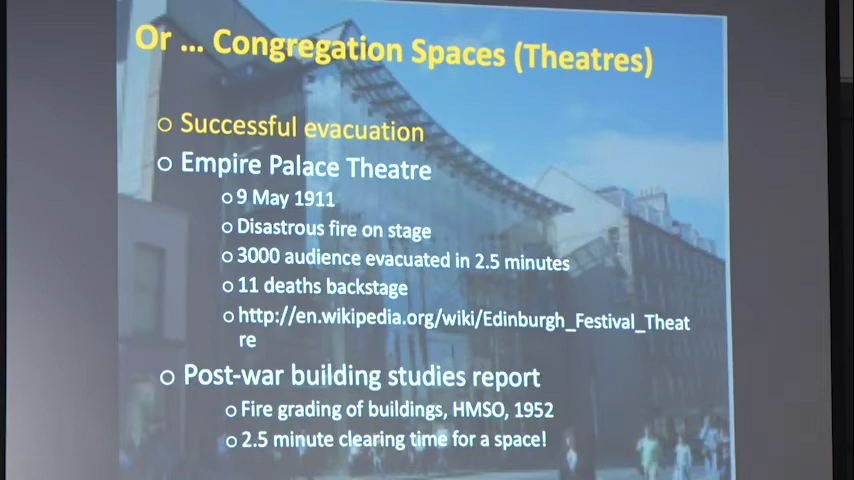 Or ... Congregation Spaces (Theatres)
○ Successful evacuation
○ Empire Palace Theatre
○ 9 May 1911
○ Disastrous fire on stage
○ 3000 audience evacuated in 2.5 minutes
○ 11 deaths backstage
○ http://en.wikipedia.org/wiki/Edinburgh_Festival_Theat
re
○ Post-war building studies report
○ Fire grading of buildings, HMSO, 1952
○ 2.5 minute clearing time for a space!